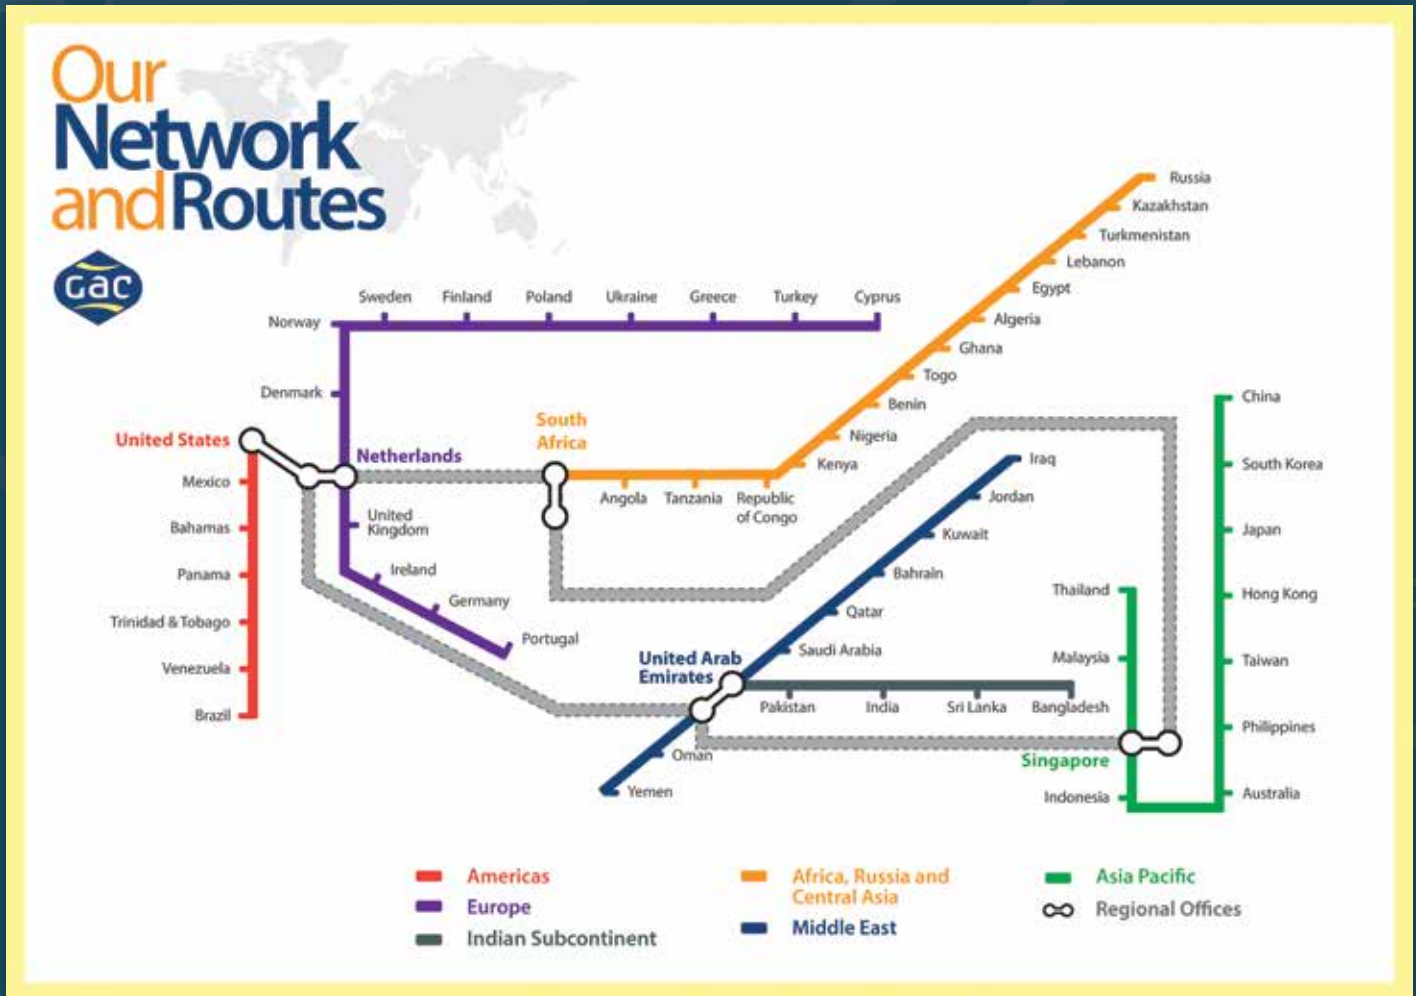 Our
Network
and Routes
GAC
Sweden
Finland
Poland
Ukraine
Greece
Turkey
Cyprus
Norway
Denmark
Netherlands
United
Kingdom
Ireland
Germany
Portugal
United States
Mexico
Bahamas
Panama
Trinidad & Tobago
Venezuela
Brazil
South
Africa
Angola
Tanzania
Republic
of Congo
Kenya
Nigeria
Benin
Togo
Ghana
Algeria
Egypt
Lebanon
Turkmenistan
Kazakhstan
Russia
Iraq
Jordan
Kuwait
Bahrain
Qatar
Saudi Arabia
United Arab
Emirates
Oman
Yemen
Pakistan
India
Sri Lanka
Bangladesh
Thailand
Malaysia
Singapore
Indonesia
China
South Korea
Japan
Hong Kong
Taiwan
Philippines
Australia
Americas
Europe
Indian Subcontinent
Africa, Russia and
Central Asia
Middle East
Asia Pacific
Regional Offices